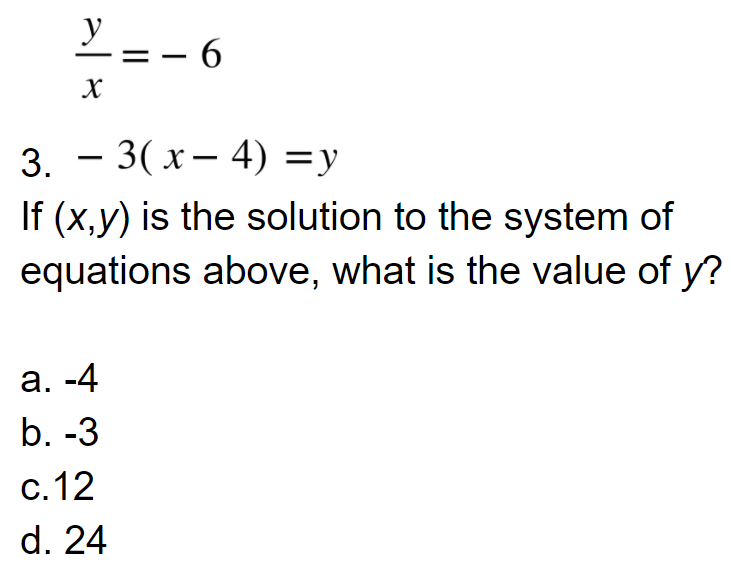 y/x = − 6
3. − 3( x − 4) = y
If (x,y) is the solution to the system of
equations above, what is the value of y?
a. -4
b. -3
c.12
d. 24